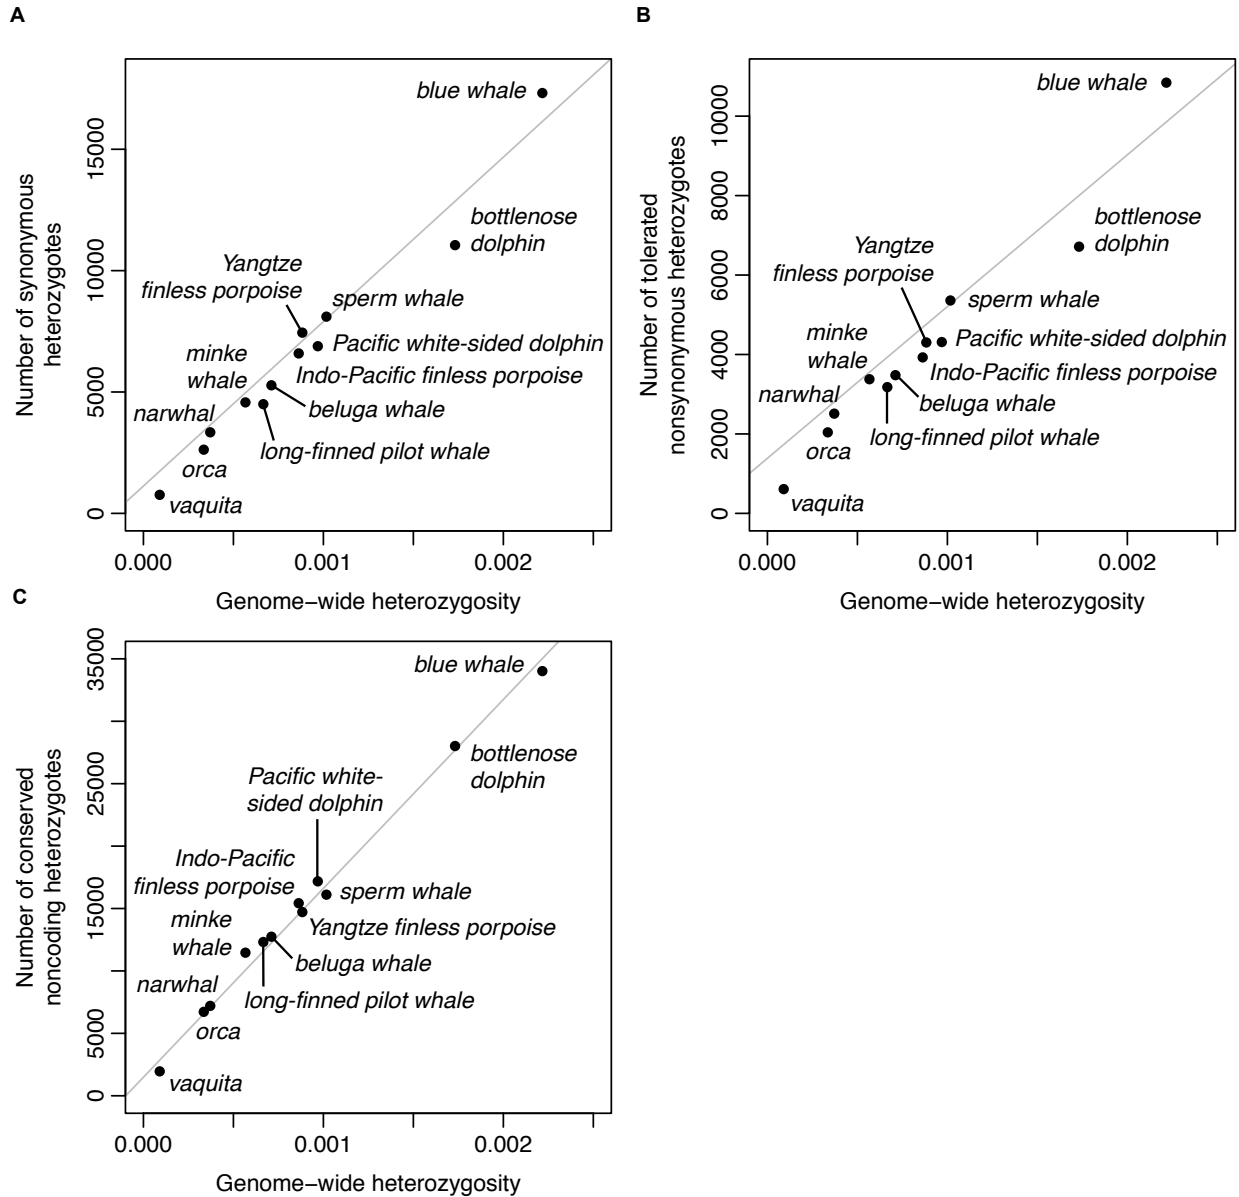 A
Number of synonymous
heterozygotes
0
5000
10000
15000
blue whale
bottlenose
dolphin
Yangtze
finless porpoise
sperm whale
Pacific white-sided dolphin
minke
whale
Indo-Pacific finless porpoise
narwhal
beluga whale
long-finned pilot whale
orca
vaquita
0.000
0.001
0.002
Genome−wide heterozygosity
B
Number of tolerated
nonsynonymous heterozygotes
0
2000
4000
6000
8000
10000
blue whale
bottlenose
dolphin
Yangtze
finless porpoise
sperm whale
minke
whale
Pacific white-sided dolphin
Indo-Pacific finless porpoise
narwhal
beluga whale
long-finned pilot whale
orca
vaquita
0.000
0.001
0.002
Genome−wide heterozygosity
C
Number of conserved
noncoding heterozygotes
0
5000
15000
25000
35000
blue whale
bottlenose
dolphin
Pacific white-
sided dolphin
Indo-Pacific
finless porpoise
sperm whale
minke
whale
Yangtze finless porpoise
beluga whale
narwhal
long-finned pilot whale
orca
vaquita
0.000
0.001
0.002
Genome−wide heterozygosity